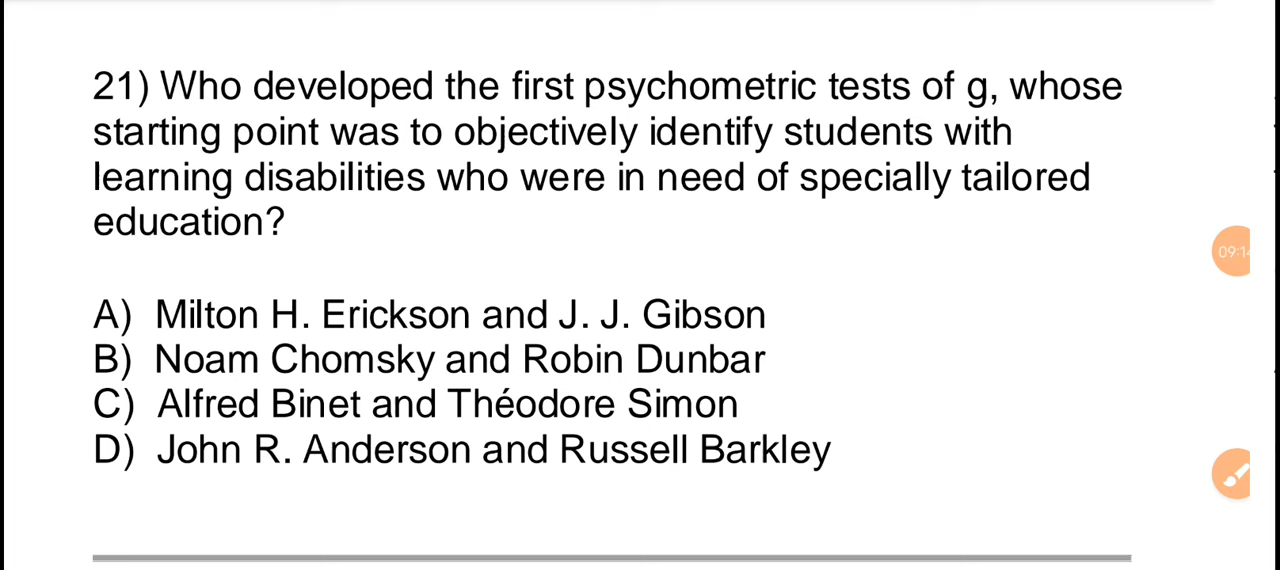 21) Who developed the first psychometric tests of g, whose
starting point was to objectively identify students with
learning disabilities who were in need of specially tailored
education?
A) Milton H. Erickson and J. J. Gibson
B) Noam Chomsky and Robin Dunbar
C) Alfred Binet and Théodore Simon
D) John R. Anderson and Russell Barkley